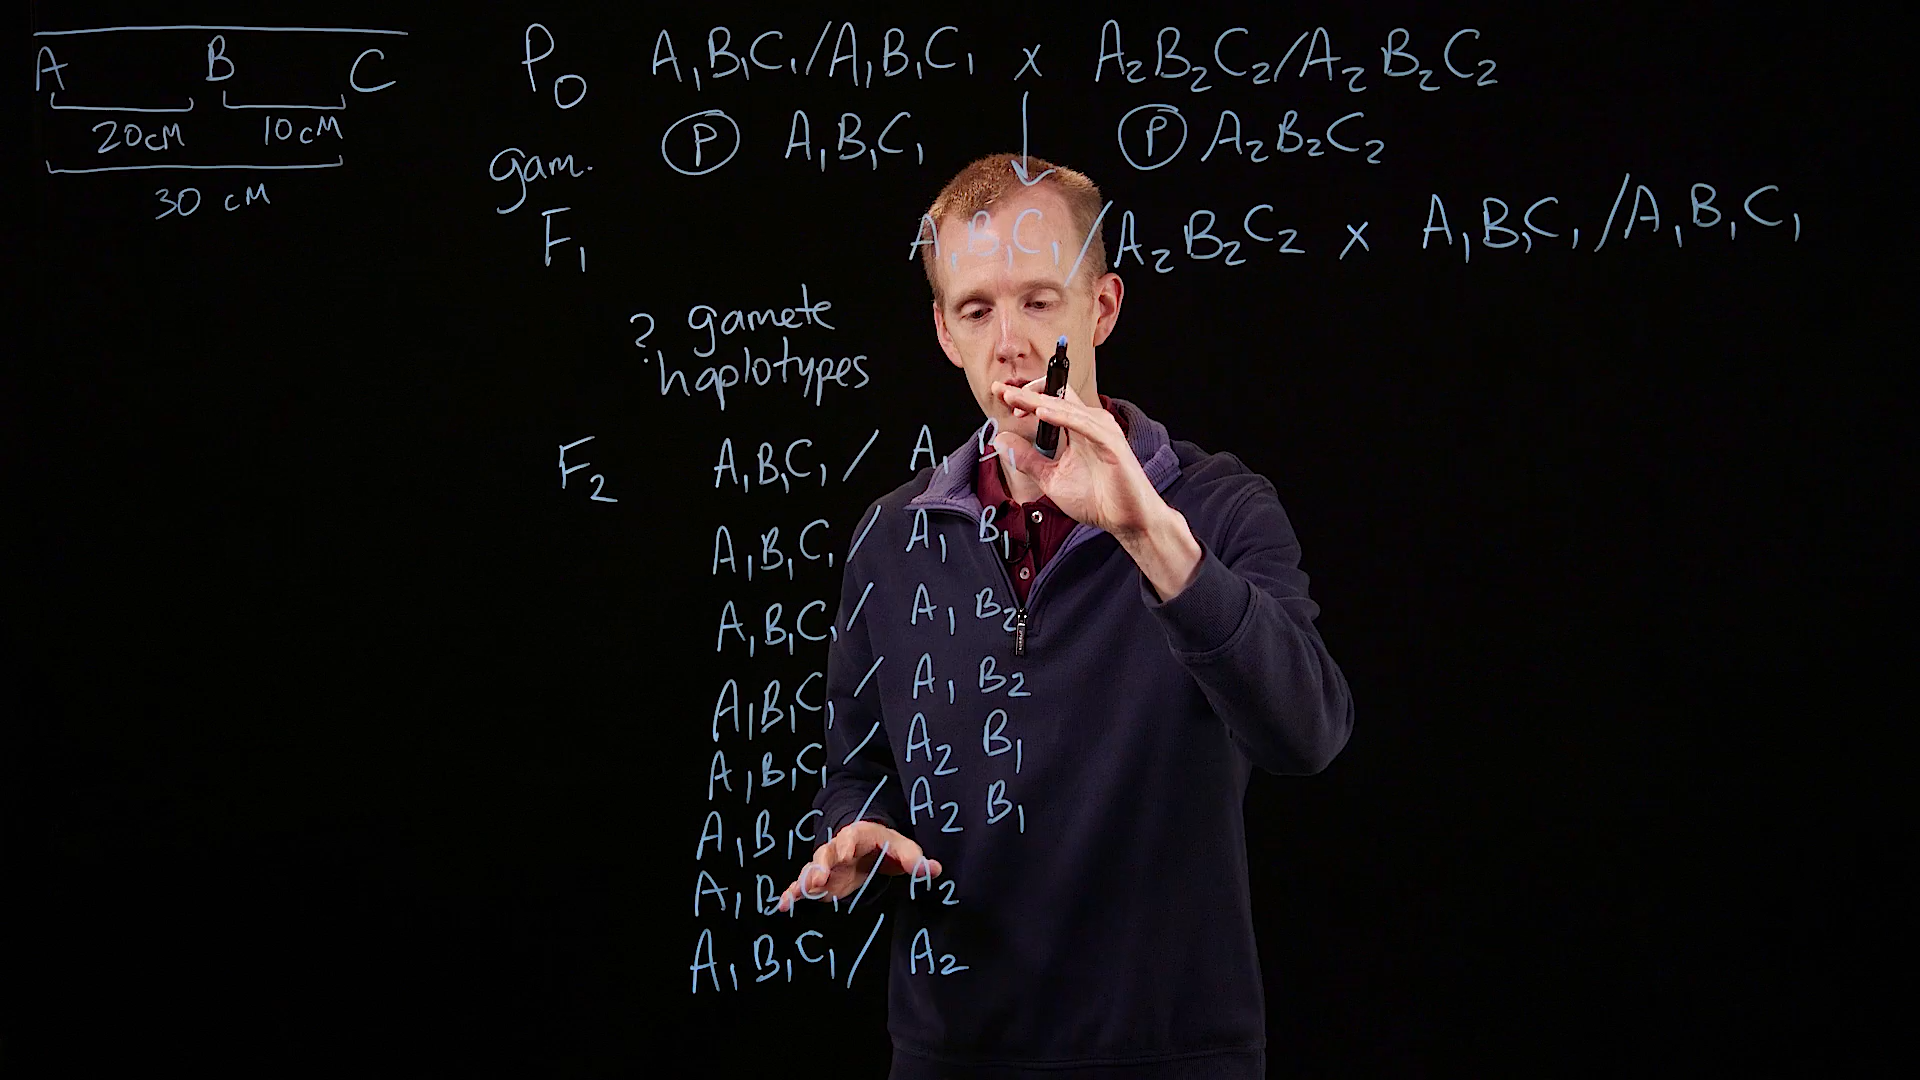 A B C
20cM 10cM
30 cM
P₀ A₁B₁C₁/A₁B₁C₁ x A₂B₂C₂/A₂B₂C₂
gam. Ⓟ A₁B₁C₁ Ⓟ A₂B₂C₂
F₁ A₁B₁C₁/A₂B₂C₂ x A₁B₁C₁/A₁B₁C₁
? gamete
haplotypes
F₂ A₁B₁C₁/ A₁ B₁
A₁B₁C₁/ A₁ B₁
A₁B₁C₁/ A₁ B₂
A₁B₁C₁/ A₁ B₂
A₁B₁C₁/ A₂ B₁
A₁B₁C₁/ A₂ B₁
A₁B₁C₁/ A₂
A₁B₁C₁/ A₂